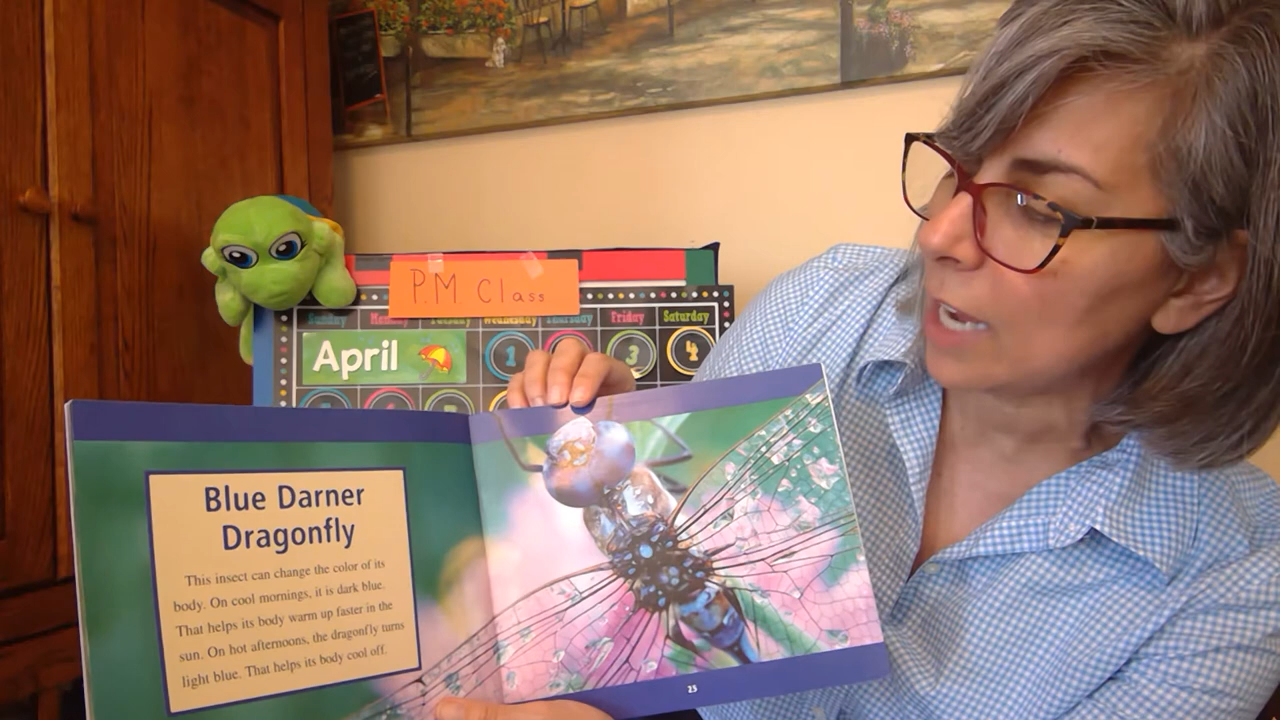 P.M Class
Sunday Monday Tuesday Wednesday Thursday Friday Saturday
April 1 3 4
Blue Darner
Dragonfly
This insect can change the color of its
body. On cool mornings, it is dark blue.
That helps its body warm up faster in the
sun. On hot afternoons, the dragonfly turns
light blue. That helps its body cool off.
25